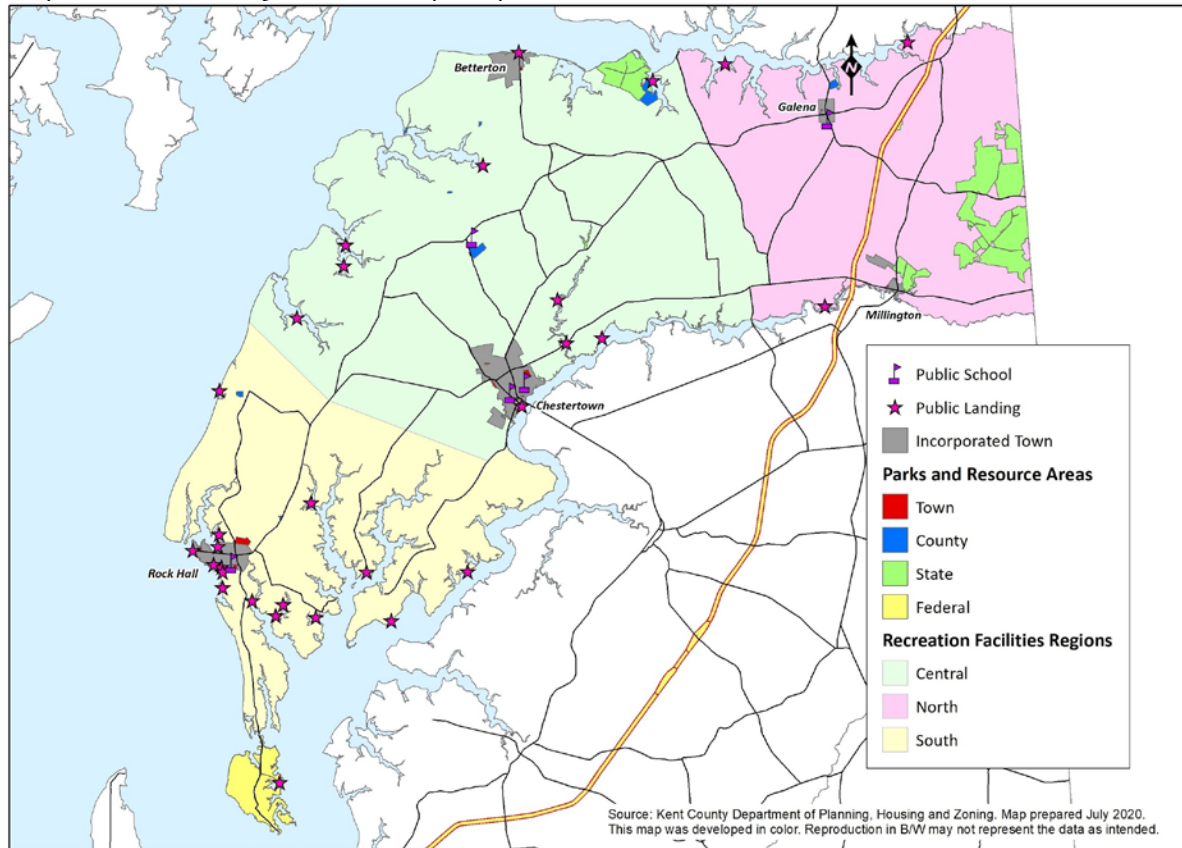 Betterton
N
Galena
Millington
Chestertown
Rock Hall
Public School
Public Landing
Incorporated Town
Parks and Resource Areas
Town
County
State
Federal
Recreation Facilities Regions
Central
North
South
Source: Kent County Department of Planning, Housing and Zoning. Map prepared July 2020.
This map was developed in color. Reproduction in B/W may not represent the data as intended.